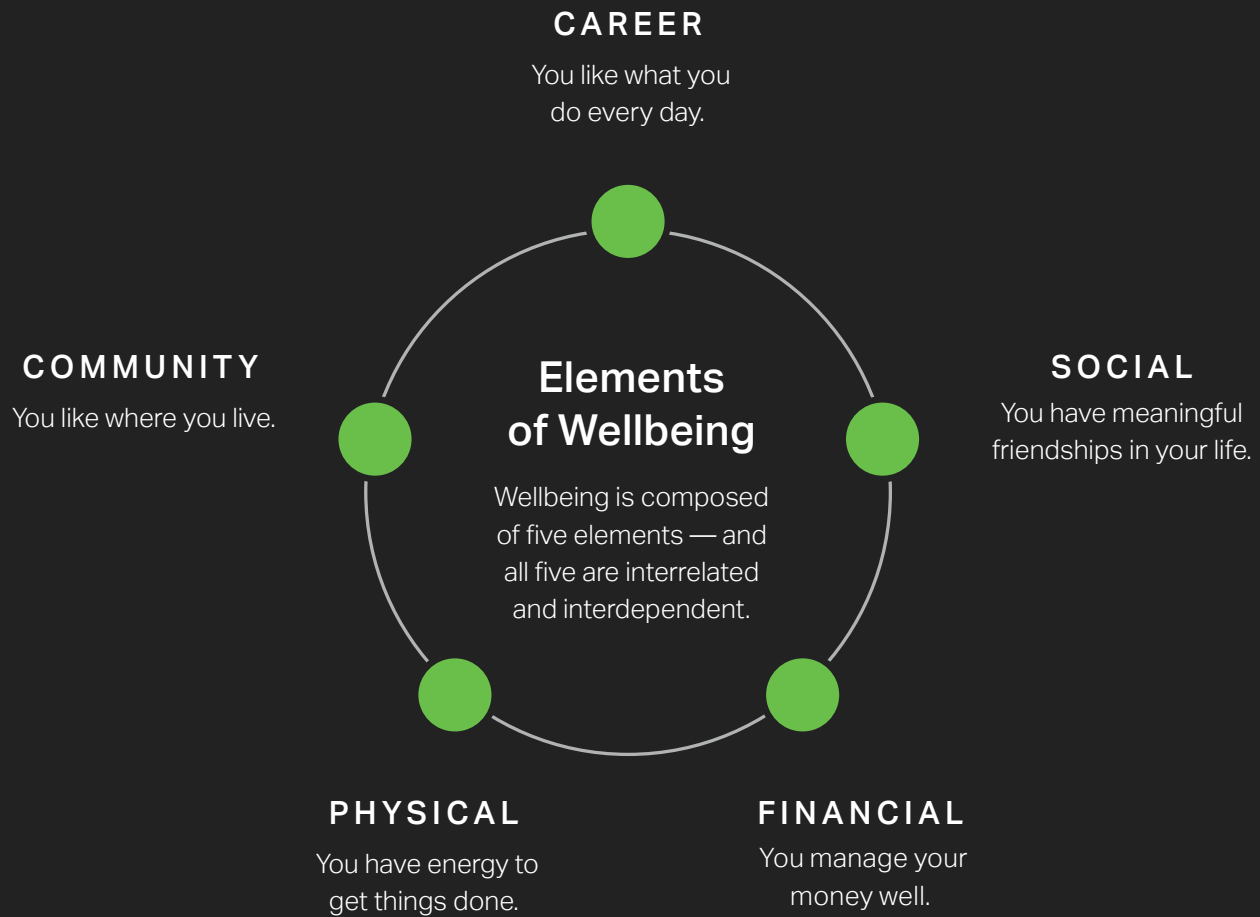 CAREER
You like what you
do every day.
COMMUNITY
You like where you live.
Elements
of Wellbeing
Wellbeing is composed
of five elements — and
all five are interrelated
and interdependent.
SOCIAL
You have meaningful
friendships in your life.
PHYSICAL
You have energy to
get things done.
FINANCIAL
You manage your
money well.